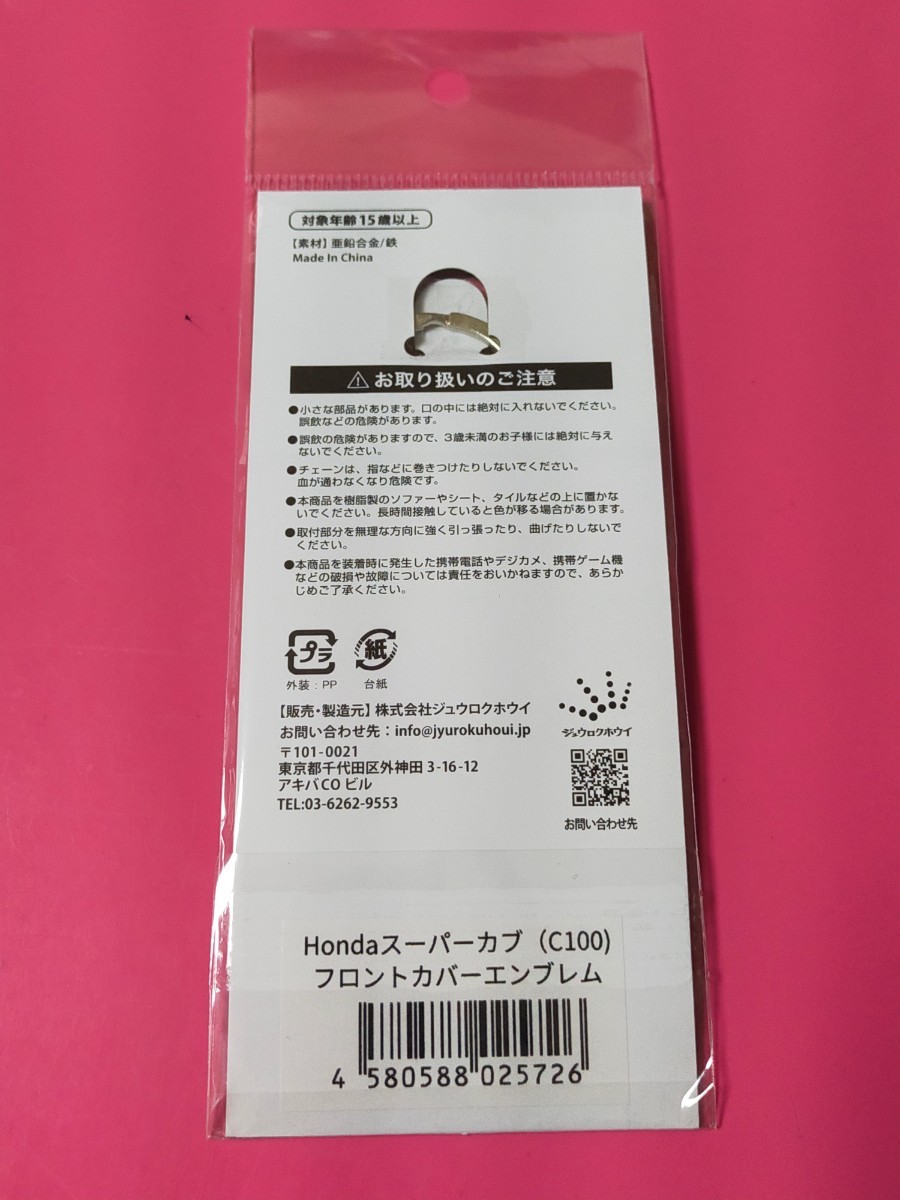 対象年齢15歳以上
【素材】亜鉛合金/鉄
Made In China
⚠お取り扱いのご注意
●小さな部品があります。口の中には絶対に入れないでください。
誤飲などの危険があります。
●誤飲の危険がありますので、3歳未満のお子様には絶対に与え
ないでください。
●チェーンは、指などに巻きつけたりしないでください。
血が通わなくなり危険です。
●本商品を樹脂製のソファーやシート、タイルなどの上に置かな
いでください。長時間接触していると色が移る場合があります。
●取付部分を無理な方向に強く引っ張ったり、曲げたりしないで
ください。
●本商品を装着時に発生した携帯電話やデジカメ、携帯ゲーム機
などの破損や故障については責任をおいかねますので、あらか
じめご了承ください。
プラ 紙
外装：PP 台紙
【販売・製造元】株式会社ジュウロクホウイ
お問い合わせ先：info@jyurokuhoui.jp
〒101-0021
東京都千代田区外神田 3-16-12
アキバCO ビル
TEL:03-6262-9553
ジュウロクホウイ
お問い合わせ先
Hondaスーパーカブ（C100)
フロントカバーエンブレム
4 580588 025726